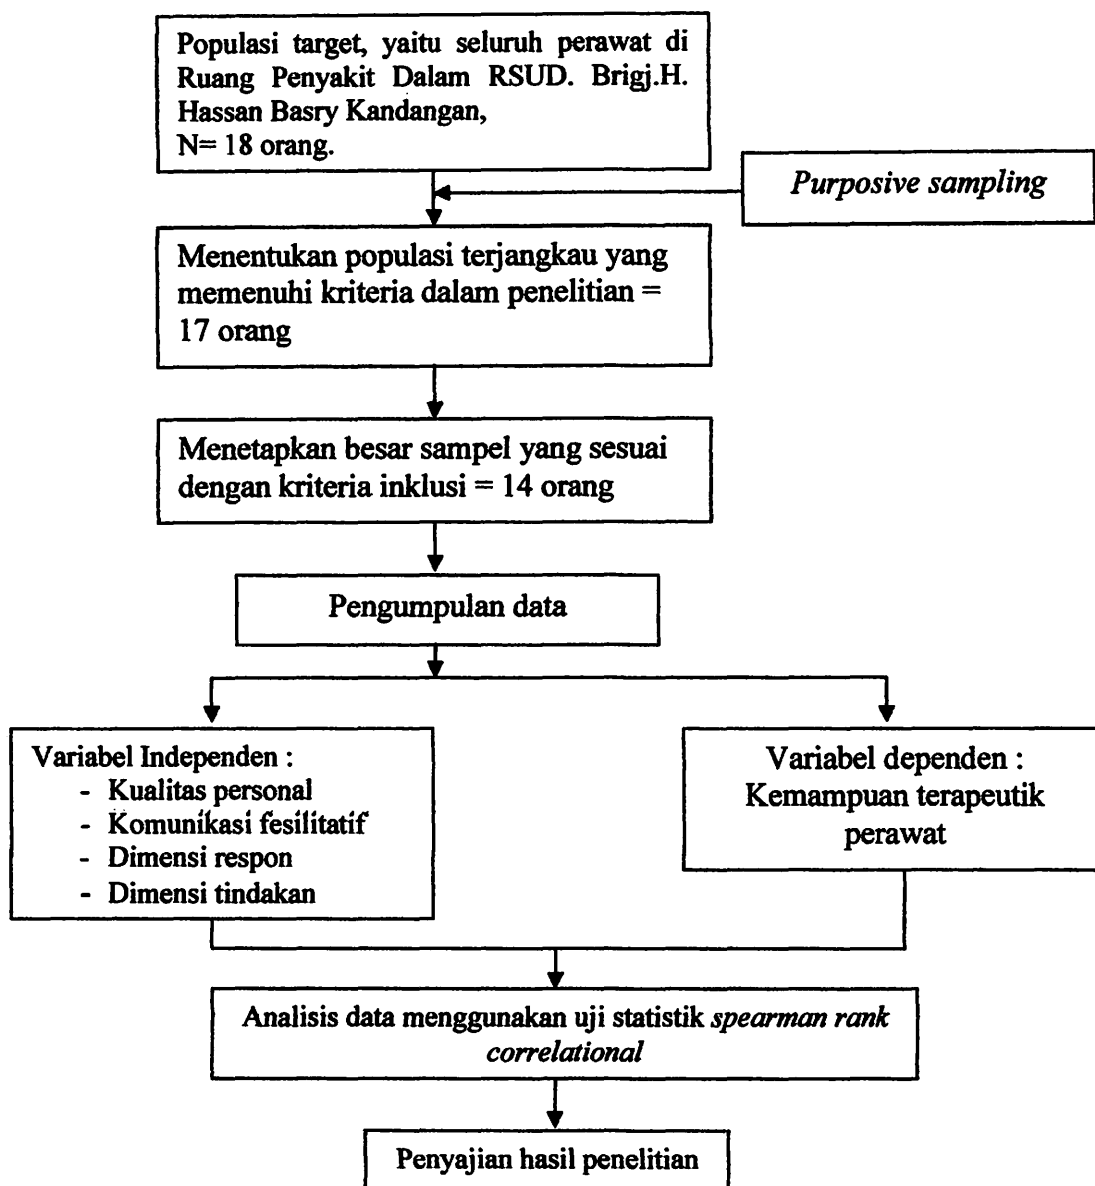 Populasi target, yaitu seluruh perawat di
Ruang Penyakit Dalam RSUD. Brigj.H.
Hassan Basry Kandangan,
N= 18 orang.
Purposive sampling
Menentukan populasi terjangkau yang
memenuhi kriteria dalam penelitian =
17 orang
Menetapkan besar sampel yang sesuai
dengan kriteria inklusi = 14 orang
Pengumpulan data
Variabel Independen :
- Kualitas personal
- Komunikasi fesilitatif
- Dimensi respon
- Dimensi tindakan
Variabel dependen :
Kemampuan terapeutik
perawat
Analisis data menggunakan uji statistik spearman rank
correlational
Penyajian hasil penelitian